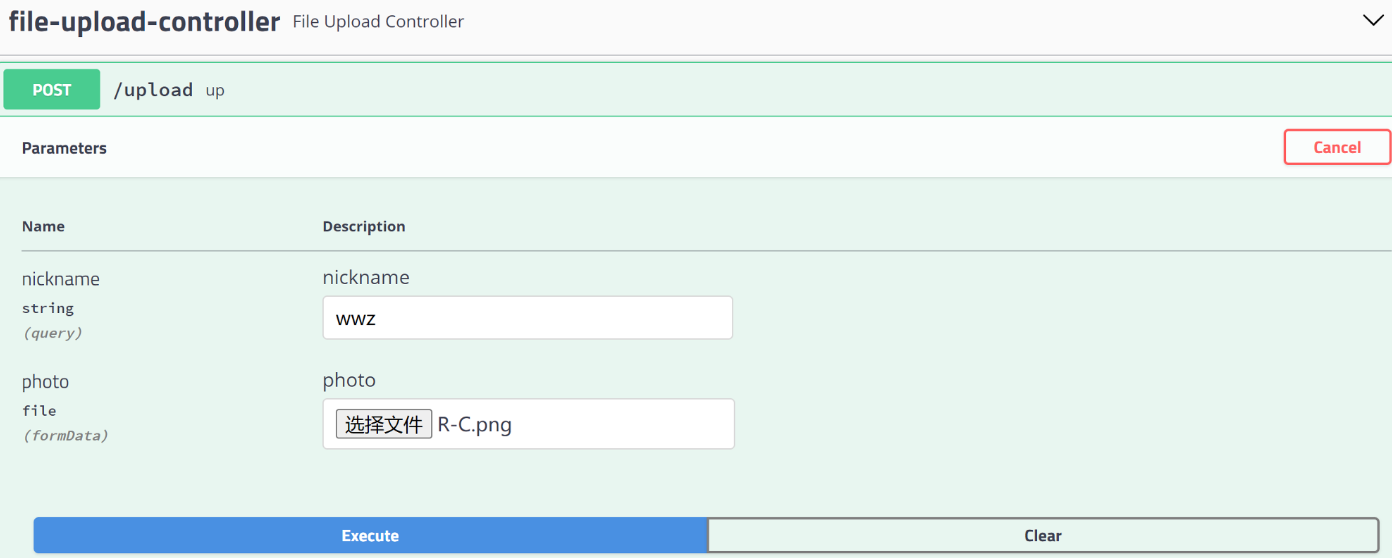 file-upload-controller File Upload Controller
POST /upload up
Parameters Cancel
Name Description
nickname nickname
string wwz
(query)
photo photo
file 选择文件 R-C.png
(formData)
Execute Clear